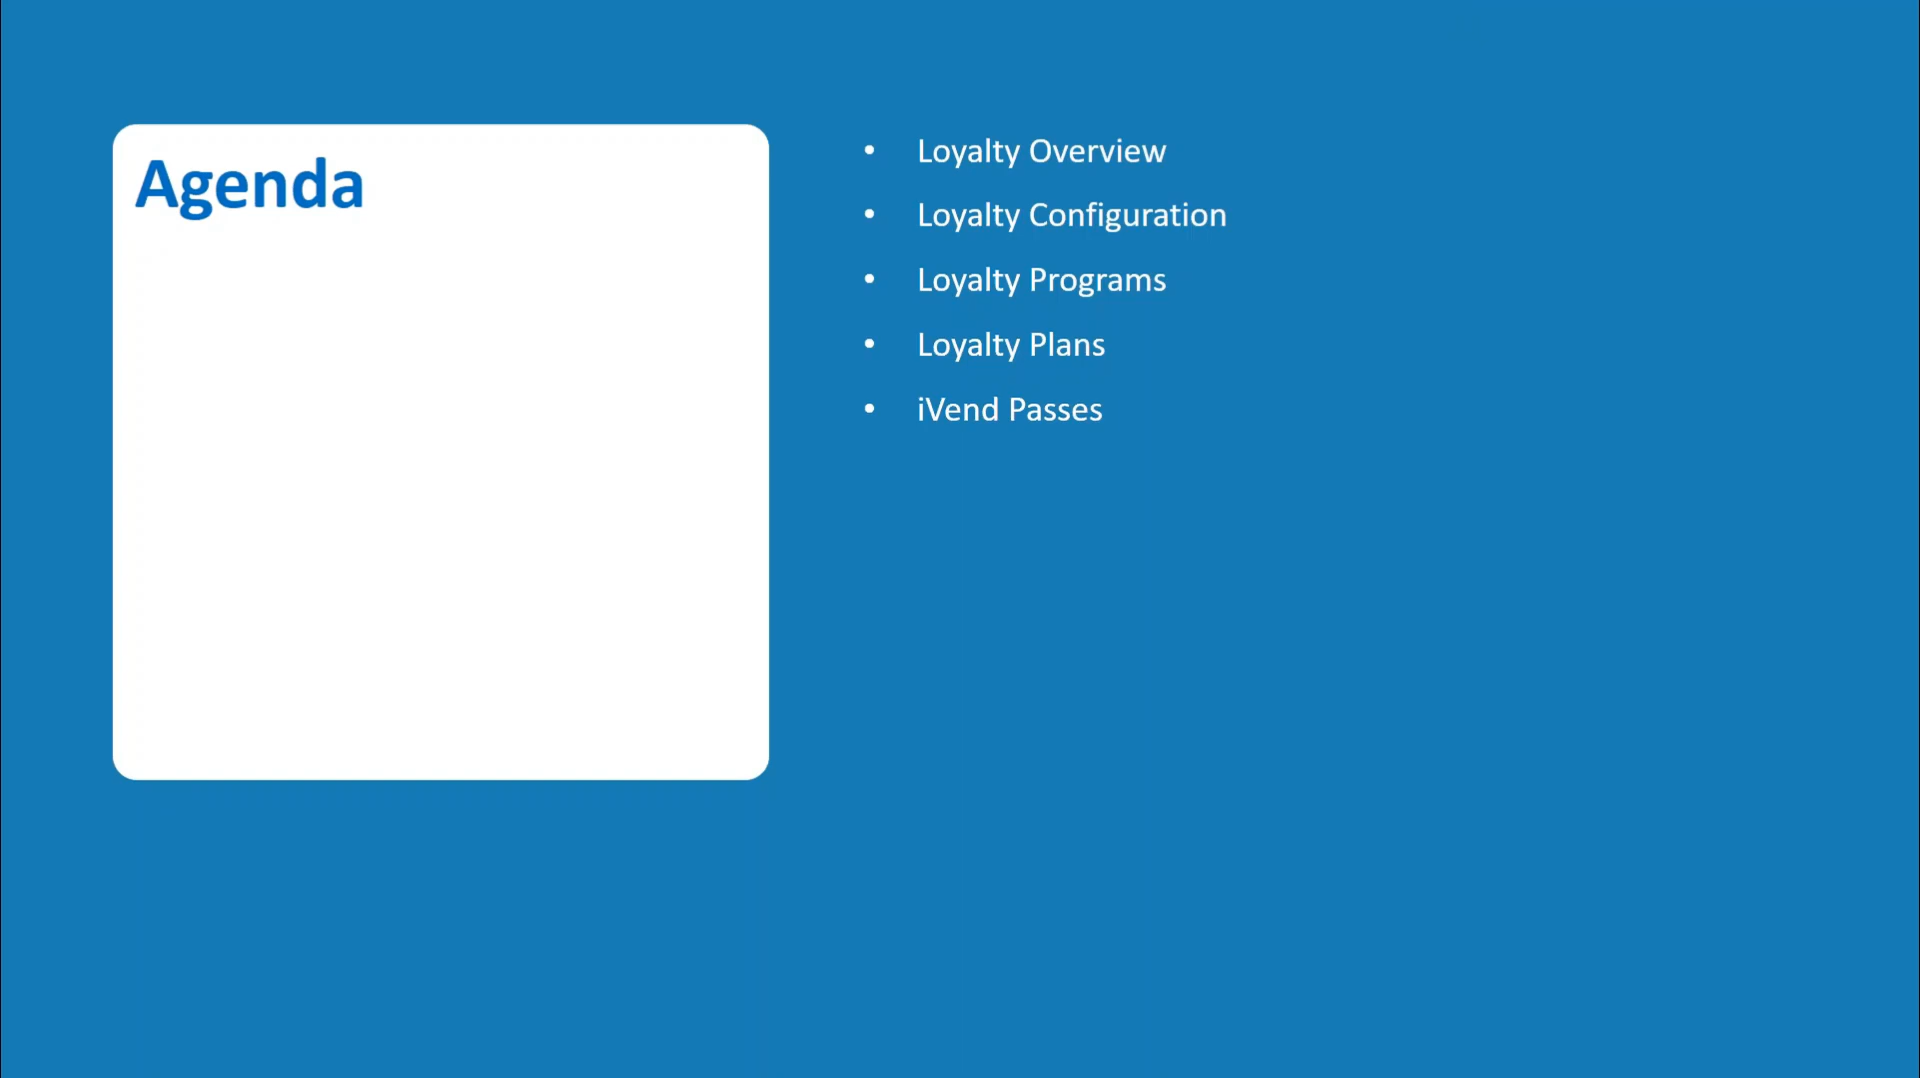 Agenda
• Loyalty Overview
• Loyalty Configuration
• Loyalty Programs
• Loyalty Plans
• iVend Passes